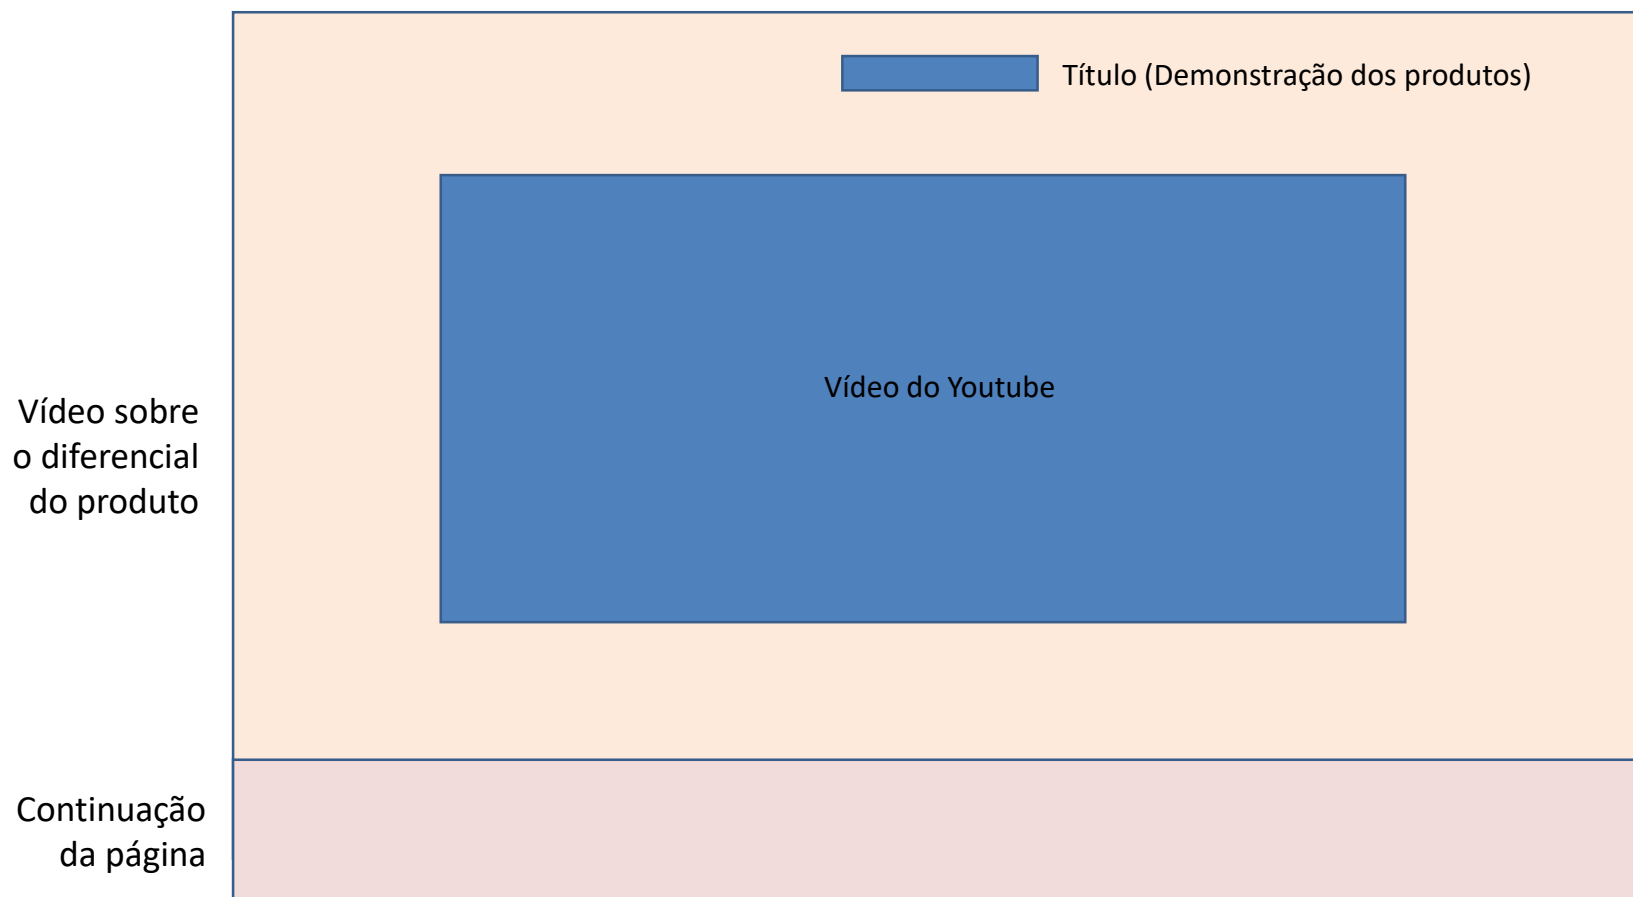 Título (Demonstração dos produtos)
Vídeo do Youtube
Vídeo sobre
o diferencial
do produto
Continuação
da página